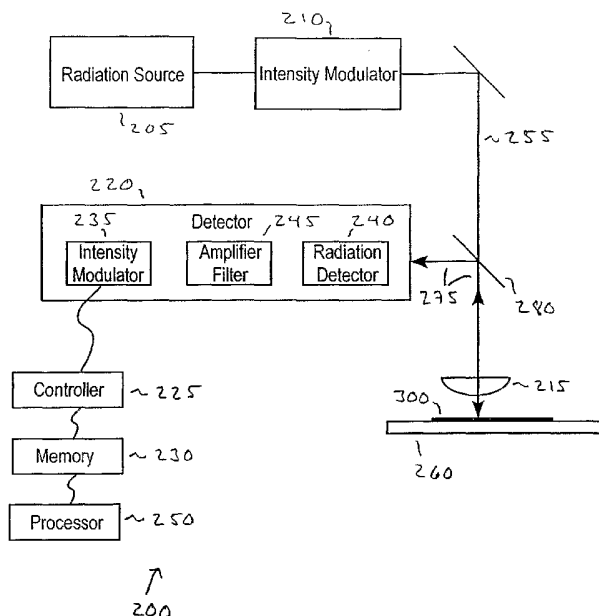 210
Radiation Source
Intensity Modulator
205
255
220
235
Detector
245
240
Intensity
Modulator
Amplifier
Filter
Radiation
Detector
275
280
Controller
225
300
215
Memory
230
260
Processor
250
200